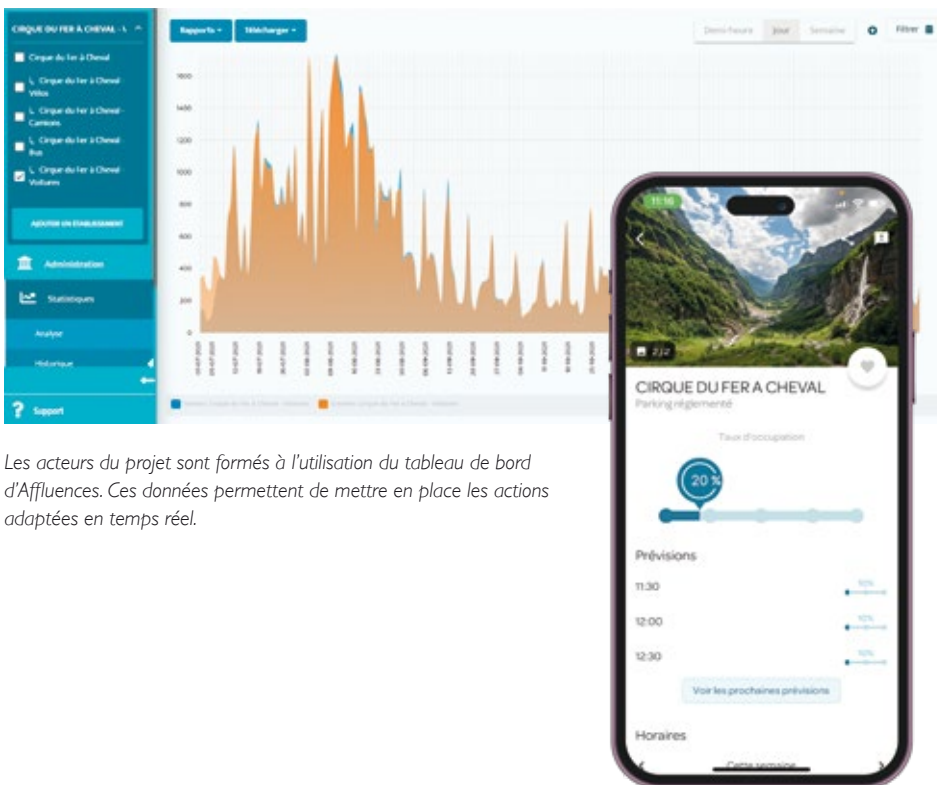 CIRQUE DU FER À CHEVAL - V
Cirque du Fer à Cheval
Cirque du Fer à Cheval -
Vélos
Cirque du Fer à Cheval -
Camions
Cirque du Fer à Cheval -
Bus
Cirque du Fer à Cheval -
Voitures
AJOUTER UN ÉTABLISSEMENT
Administration
Statistiques
Analyse
Historique
Support
Rapports
Télécharger
Demi-heure Jour Semaine
Filtrer
1600
1400
1200
1000
800
600
400
200
0
Les acteurs du projet sont formés à l'utilisation du tableau de bord
d'Affluences. Ces données permettent de mettre en place les actions
adaptées en temps réel.
11:16
2/2
CIRQUE DU FER A CHEVAL
Parking réglementé
Taux d'occupation
20 %
Prévisions
11:30 10%
12:00 10%
12:30 10%
Voir les prochaines prévisions
Horaires
Cette semaine